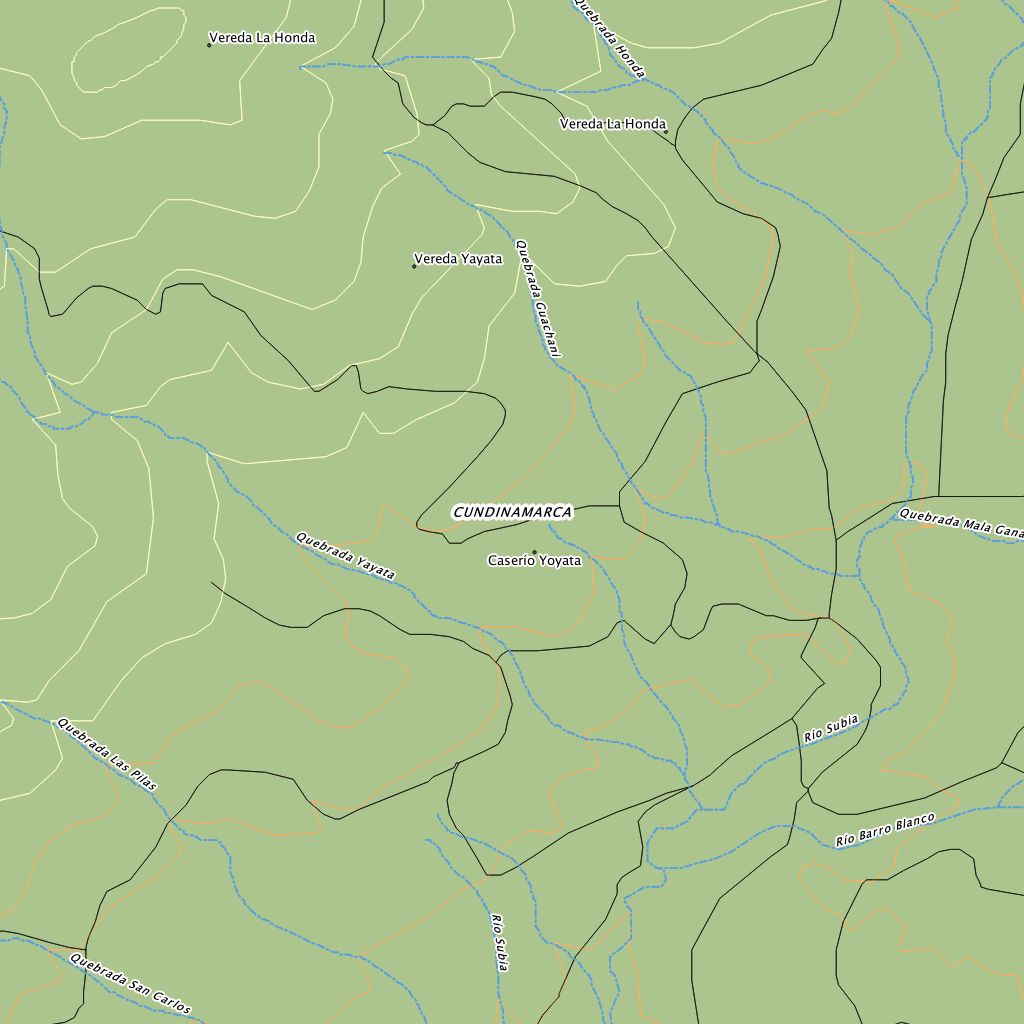 Quebrada Honda
Vereda La Honda
Vereda La Honda
Vereda Yayata
Quebrada Guachani
CUNDINAMARCA
Quebrada Mala Gana
Quebrada Yayata
Caserío Yoyata
Quebrada Las Pilas
Río Subia
Río Barro Blanco
Río Subia
Quebrada San Carlos